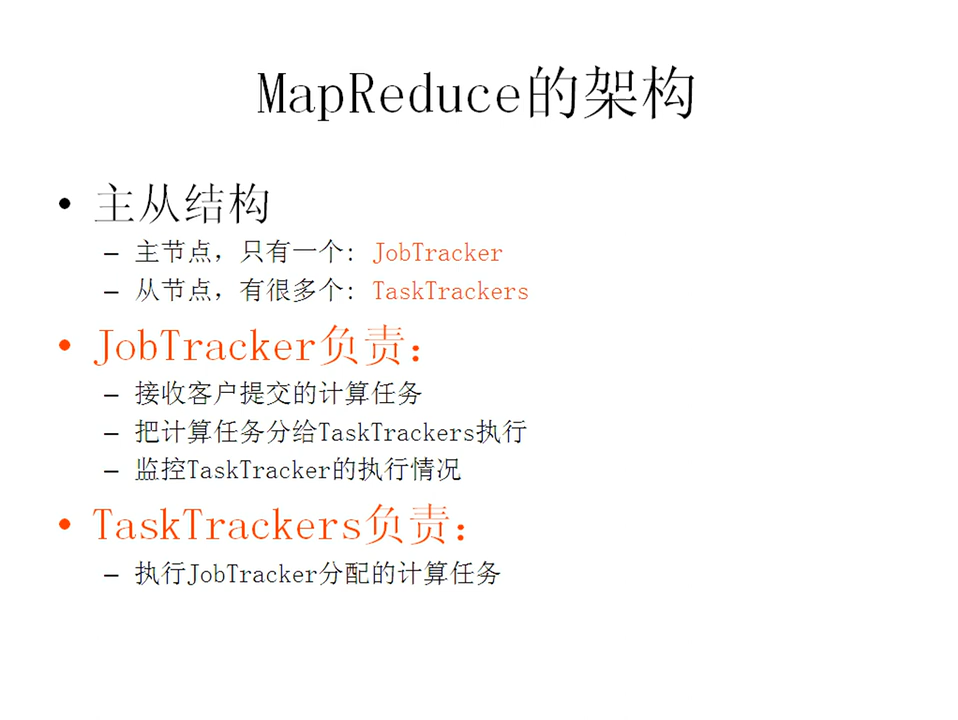 MapReduce的架构
• 主从结构
– 主节点，只有一个: JobTracker
– 从节点，有很多个: TaskTrackers
• JobTracker负责：
– 接收客户提交的计算任务
– 把计算任务分给TaskTrackers执行
– 监控TaskTracker的执行情况
• TaskTrackers负责：
– 执行JobTracker分配的计算任务